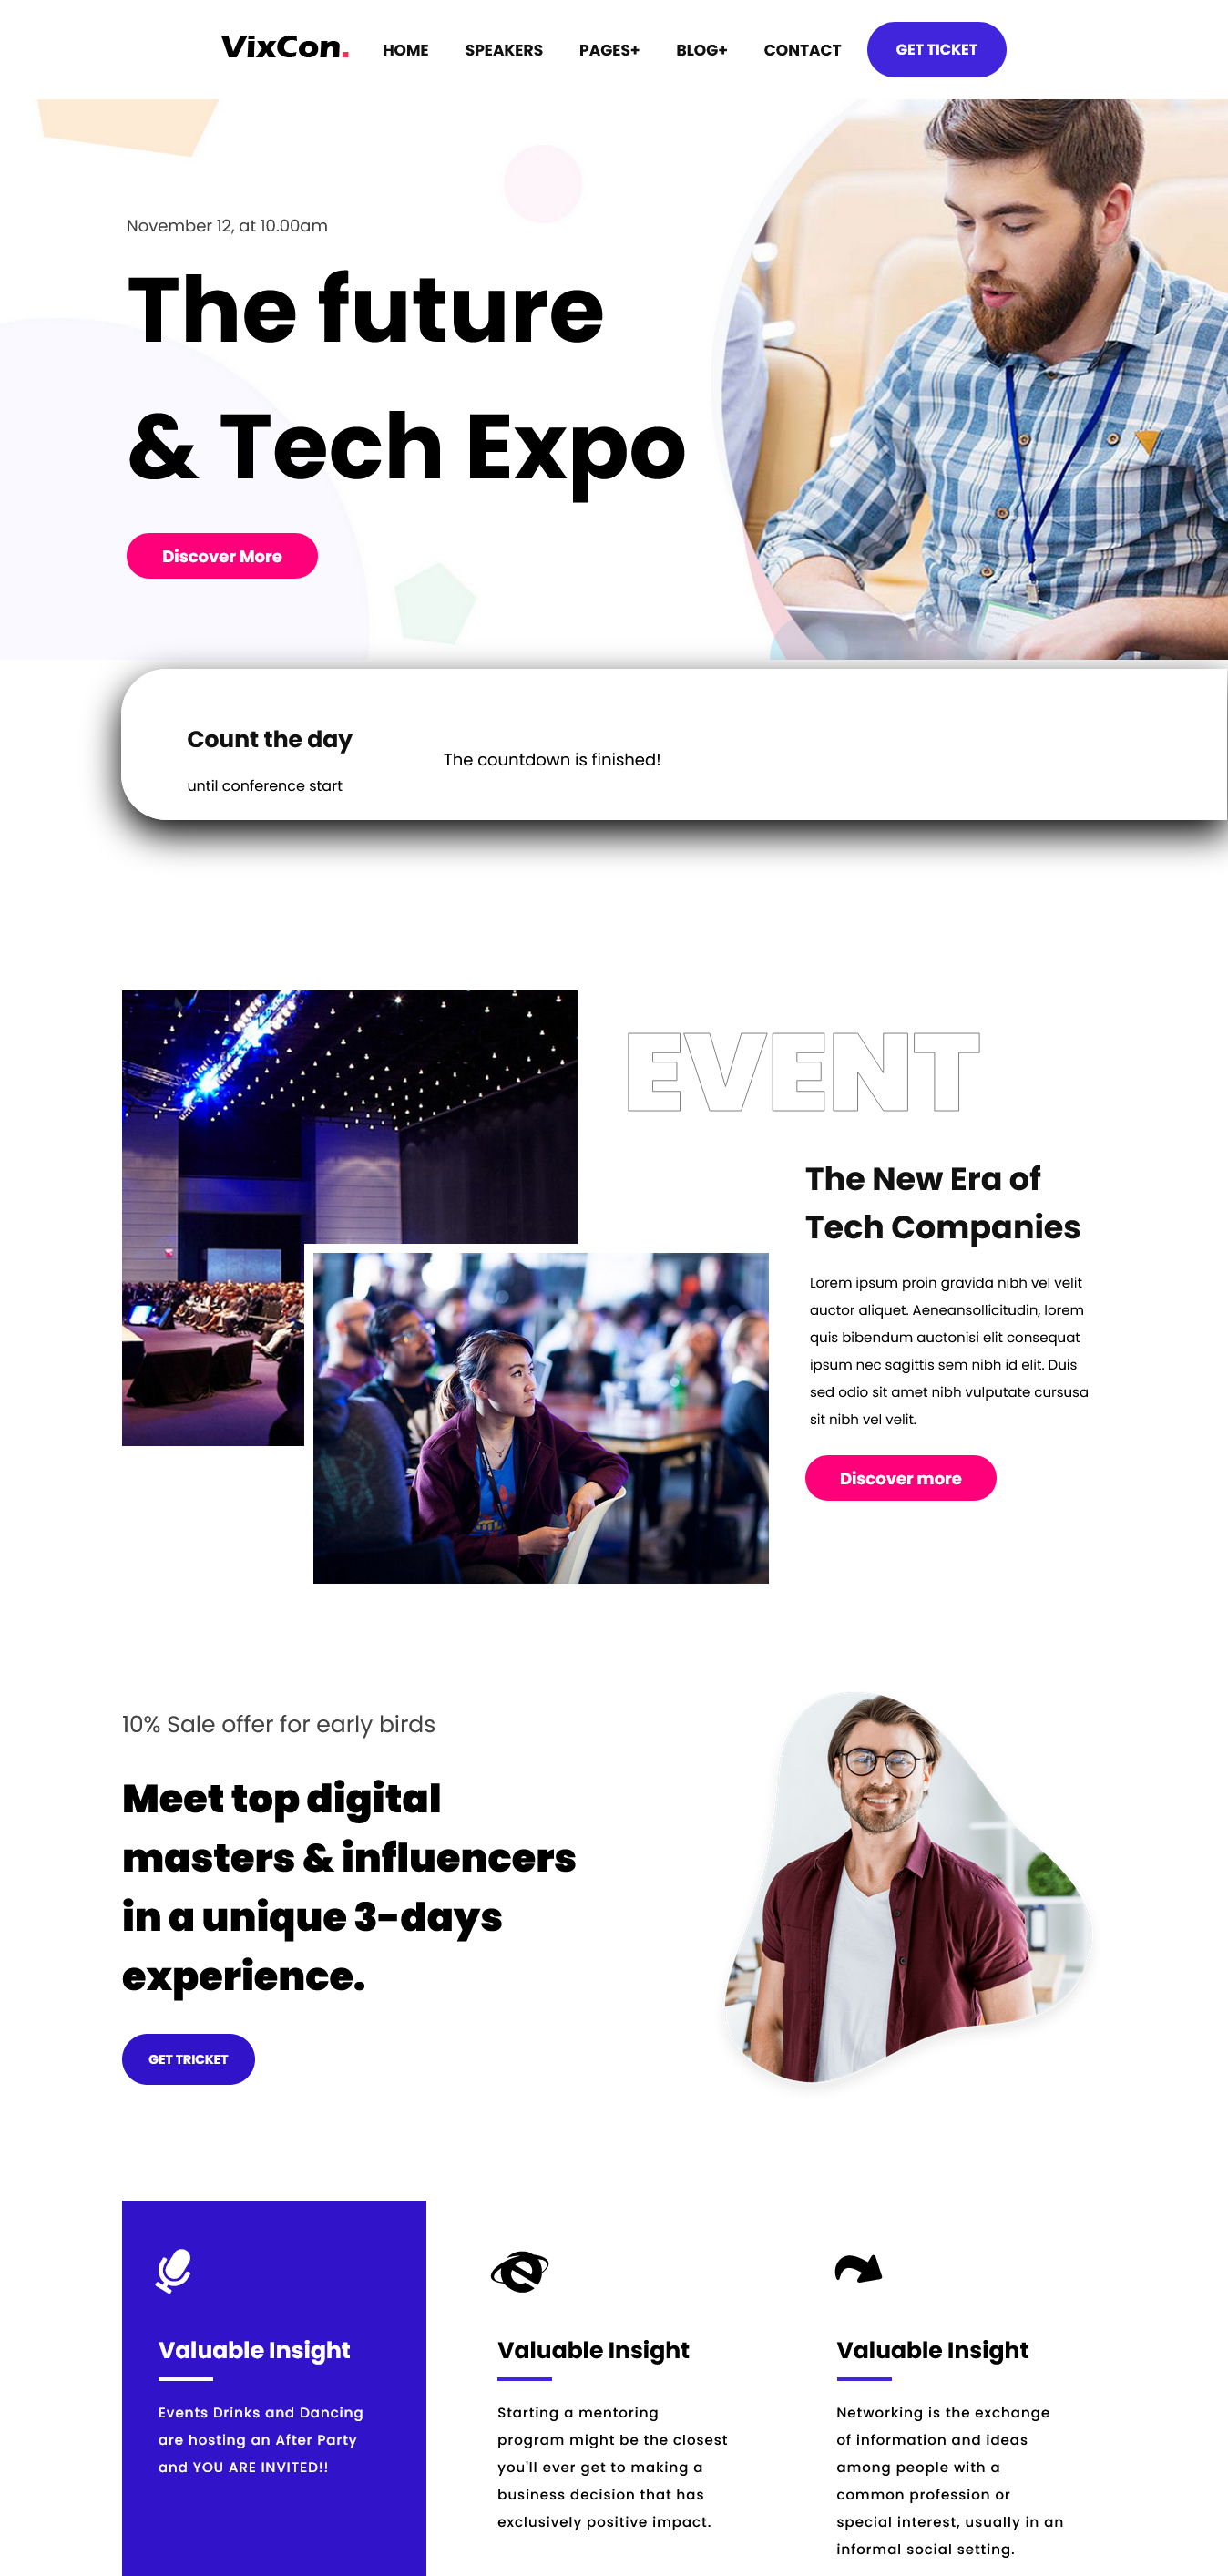 VixCon.
HOME
SPEAKERS
PAGES+
BLOG+
CONTACT
GET TICKET
November 12, at 10.00am
The future
& Tech Expo
Discover More
Count the day
until conference start
The countdown is finished!
EVENT
The New Era of
Tech Companies
Lorem ipsum proin gravida nibh vel velit
auctor aliquet. Aeneansollicitudin, lorem
quis bibendum auctonisi elit consequat
ipsum nec sagittis sem nibh id elit. Duis
sed odio sit amet nibh vulputate cursusa
sit nibh vel velit.
Discover more
10% Sale offer for early birds
Meet top digital
masters & influencers
in a unique 3-days
experience.
GET TRICKET
Valuable Insight
Events Drinks and Dancing
are hosting an After Party
and YOU ARE INVITED!!
Valuable Insight
Starting a mentoring
program might be the closest
you'll ever get to making a
business decision that has
exclusively positive impact.
Valuable Insight
Networking is the exchange
of information and ideas
among people with a
common profession or
special interest, usually in an
informal social setting.